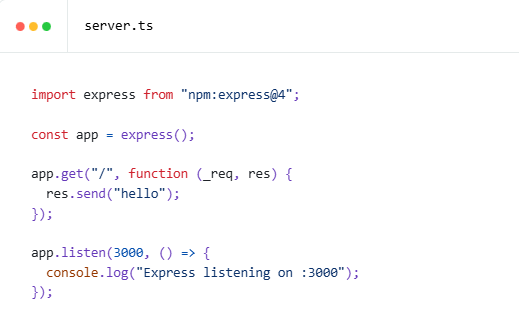 server.ts
import express from "npm:express@4";
const app = express();
app.get("/", function (_req, res) {
  res.send("hello");
});
app.listen(3000, () => {
  console.log("Express listening on :3000");
});